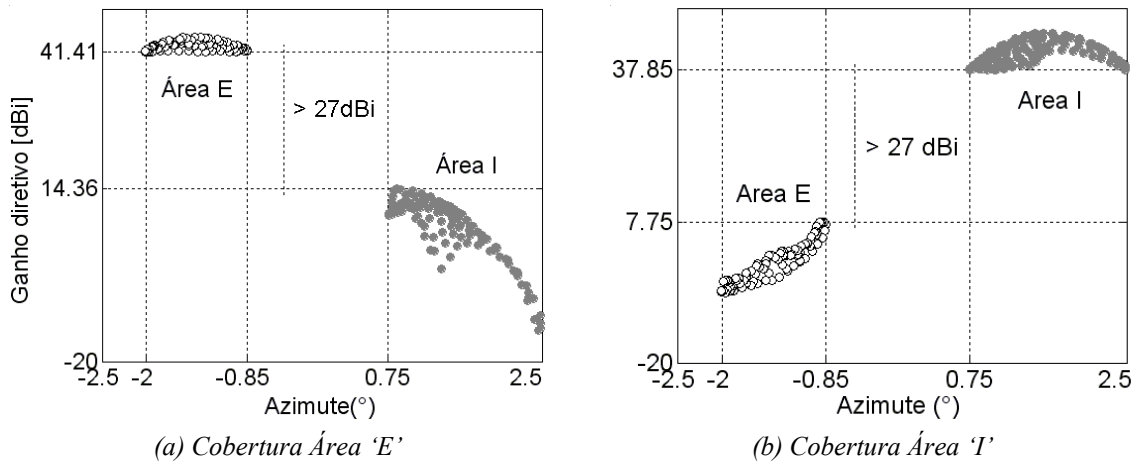 Ganho diretivo [dBi]
41.41
14.36
-20
Área E
> 27dBi
Área I
-2.5 -2 -0.85 0.75 2.5
Azimute(°)
(a) Cobertura Área ‘E’
37.85
7.75
-20
Area I
> 27 dBi
Area E
-2.5 -2 -0.85 0.75 2.5
Azimute (°)
(b) Cobertura Área ‘I’